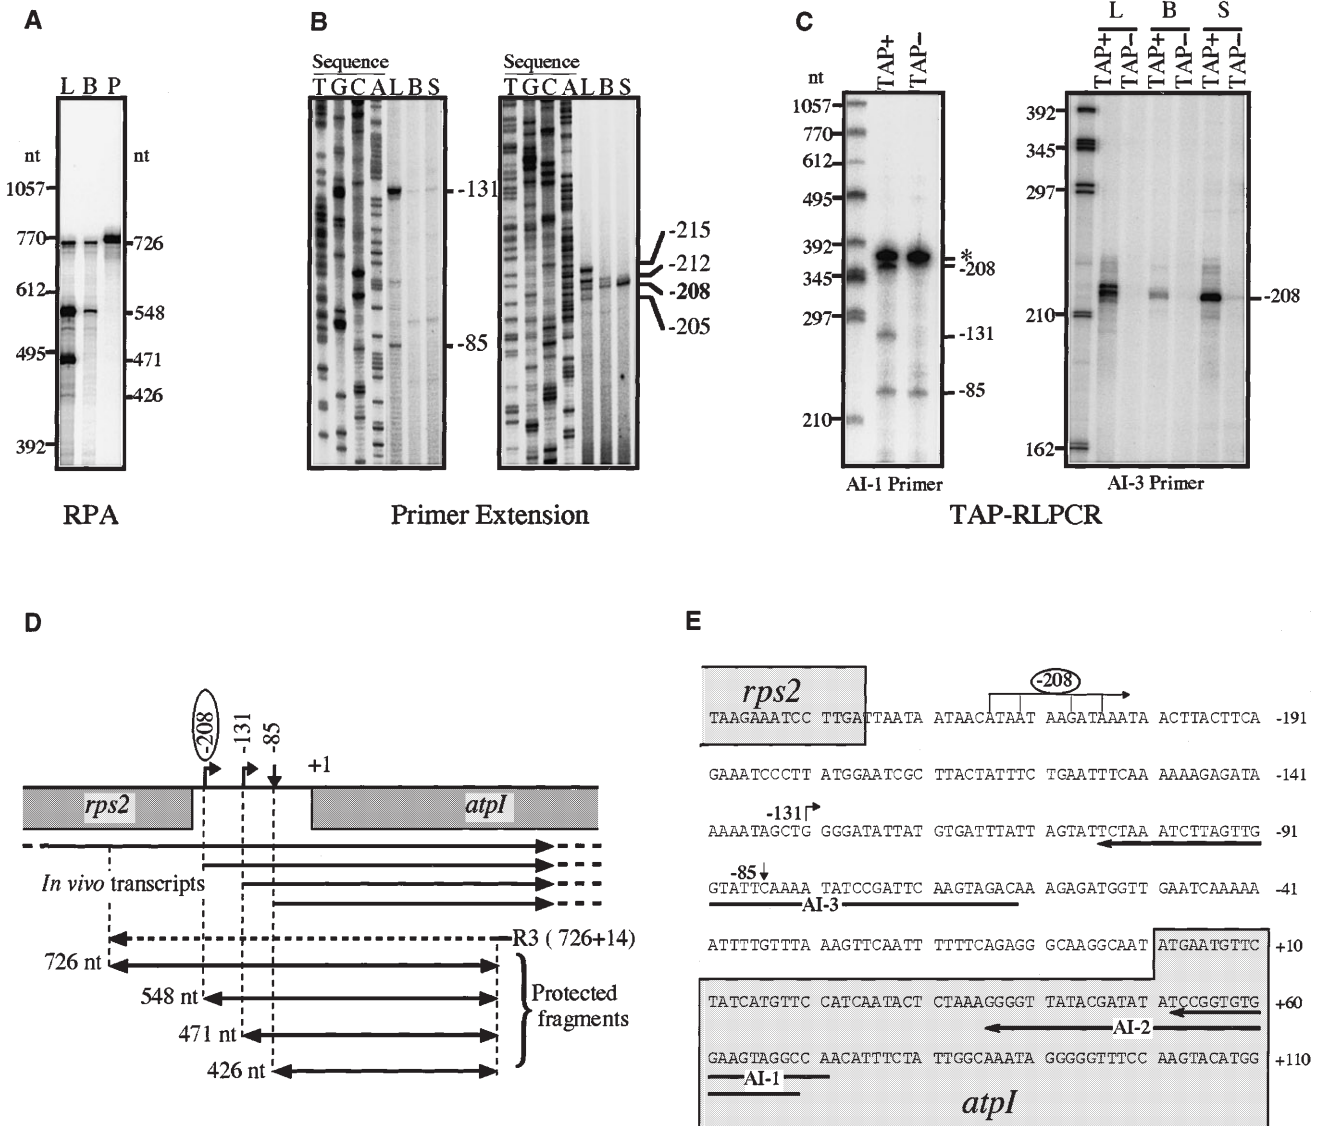 A
L B P
nt
nt
1057
770
612
495
392
726
548
471
426
RPA
B
Sequence
T G C A L B S
-131
-85
Sequence
T G C A L B S
-215
-212
-208
-205
Primer Extension
C
nt
TAP+
TAP−
1057
770
612
495
392
345
297
210
*
-208
-131
-85
AI-1 Primer
L B S
TAP+ TAP− TAP+ TAP− TAP+ TAP−
392
345
297
210
162
-208
AI-3 Primer
TAP-RLPCR
D
-208
-131
-85
+1
rps2
atpI
In vivo transcripts
R3 ( 726+14)
726 nt
548 nt
471 nt
426 nt
Protected
fragments
E
rps2
-208
TAAGAAATCC TTGATTAATA ATAACATAAT AAGATAAATA ACTTACTTCA -191
GAAATCCCTT ATGGAATCGC TTACTATTTC TGAATTTCAA AAAAGAGATA -141
-131
AAAATAGCTG GGGATATTAT GTGATTTATT AGTATTCTAA ATCTTAGTTG -91
-85
GTATTCAAAA TATCCGATTC AAGTAGACAA AGAGATGGTT GAATCAAAAA -41
AI-3
ATTTTGTTTA AAGTTCAATT TTTTCAGAGG GCAAGGCAAT ATGAATGTTC +10
TATCATGTTC CATCAATACT CTAAAGGGGT TATACGATAT ATCCGGTGTG +60
AI-2
GAAGTAGGCC AACATTTCTA TTGGCAAATA GGGGGTTTCC AAGTACATGG +110
AI-1
atpI